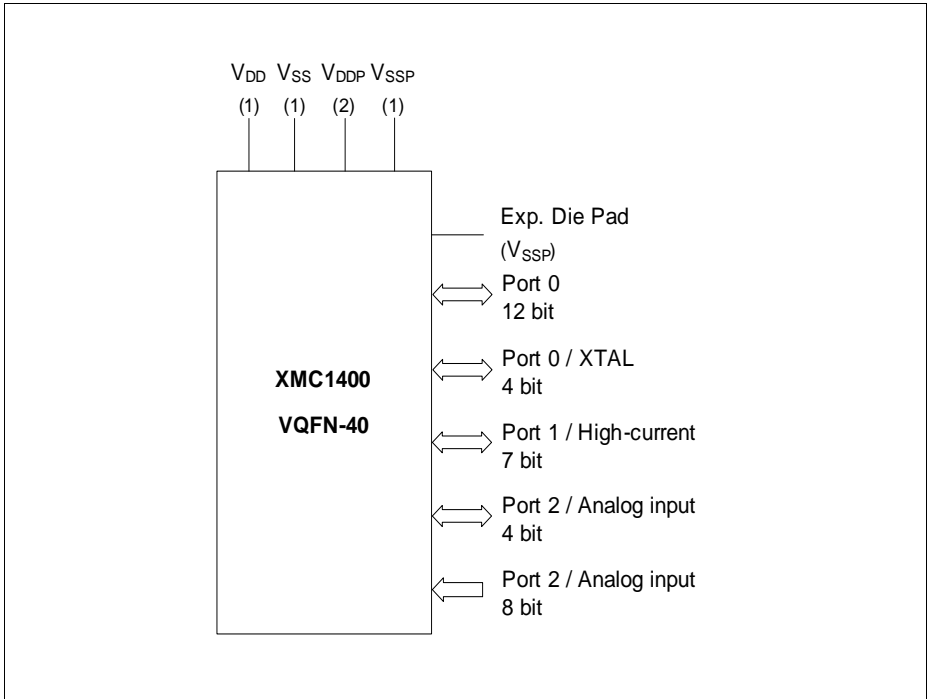 VDD VSS VDDP VSSP
(1) (1) (2) (1)
Exp. Die Pad
(VSSP)
Port 0
12 bit
Port 0 / XTAL
4 bit
XMC1400
VQFN-40
Port 1 / High-current
7 bit
Port 2 / Analog input
4 bit
Port 2 / Analog input
8 bit